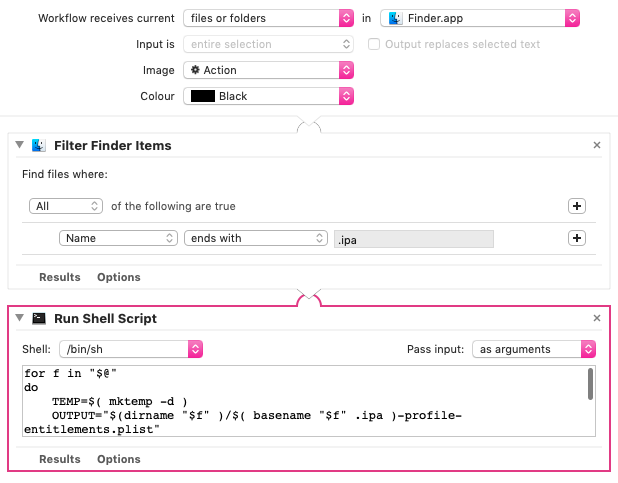 Workflow receives current files or folders in Finder.app
Input is entire selection Output replaces selected text
Image Action
Colour Black
Filter Finder Items
Find files where:
All of the following are true
Name ends with .ipa
Results Options
Run Shell Script
Shell: /bin/sh Pass input: as arguments
for f in "$@"
do
    TEMP=$( mktemp -d )
    OUTPUT="$(dirname "$f" )/$( basename "$f" .ipa )-profile-
entitlements.plist"
Results Options